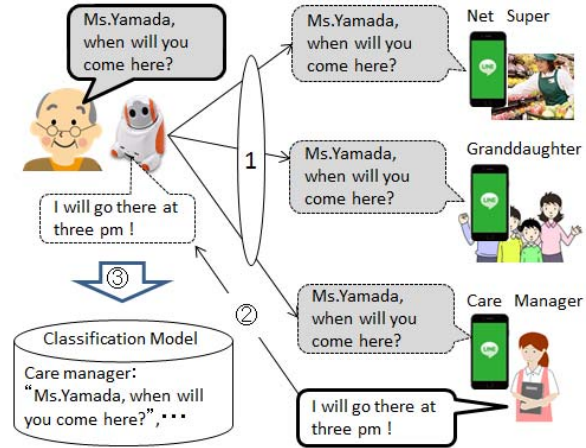 Ms.Yamada,
when will you
come here?
I will go there at
three pm !
③
Classification Model
Care manager:
“Ms.Yamada, when will
you come here?”,・・・
1
②
Ms.Yamada,
when will you
come here?
Net Super
LINE
Ms.Yamada,
when will you
come here?
Granddaughter
LINE
Ms.Yamada,
when will you
come here?
Care Manager
LINE
I will go there at
three pm !